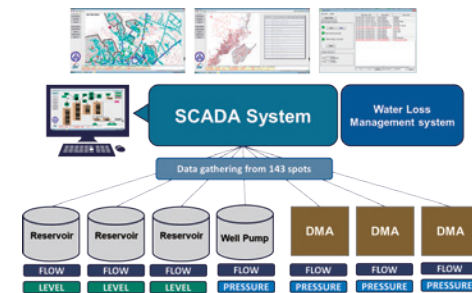 SCADA System
Water Loss
Management system
Data gathering from 143 spots
Reservoir
Reservoir
Reservoir
Well Pump
DMA
DMA
DMA
FLOW
FLOW
FLOW
FLOW
FLOW
FLOW
FLOW
LEVEL
LEVEL
LEVEL
PRESSURE
PRESSURE
PRESSURE
PRESSURE